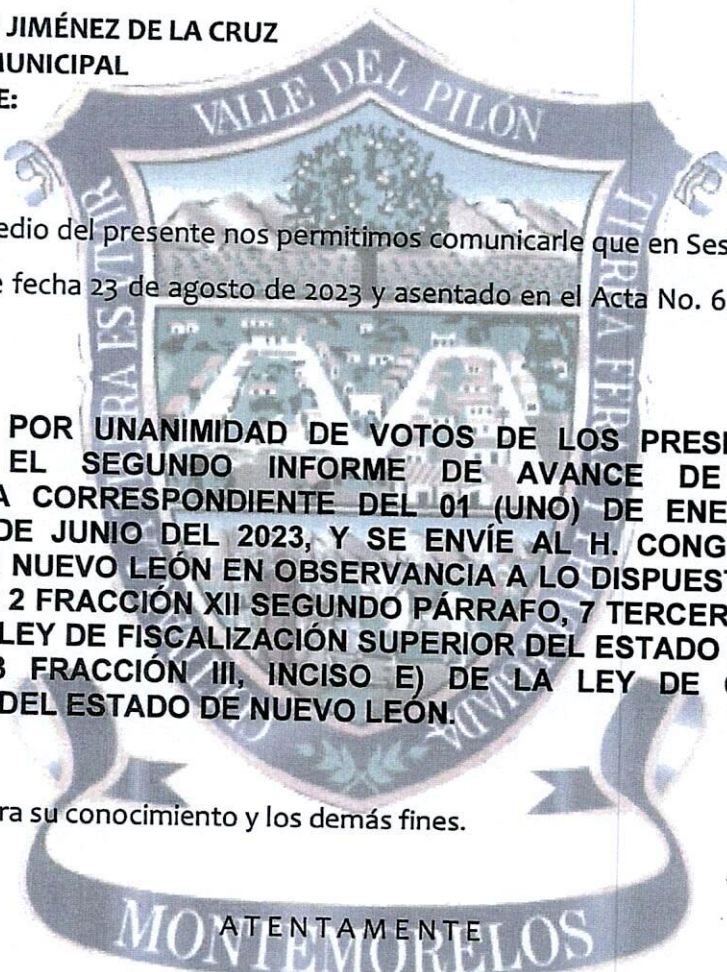 JIMÉNEZ DE LA CRUZ
MUNICIPAL
E:
VALLE DEL PILÓN
edio del presente nos permitimos comunicarle que en Ses
e fecha 23 de agosto de 2023 y asentado en el Acta No. 6
POR UNANIMIDAD DE VOTOS DE LOS PRESI
EL SEGUNDO INFORME DE AVANCE DE
A CORRESPONDIENTE DEL 01 (UNO) DE ENE
DE JUNIO DEL 2023, Y SE ENVÍE AL H. CONG
NUEVO LEÓN EN OBSERVANCIA A LO DISPUEST
2 FRACCIÓN XII SEGUNDO PÁRRAFO, 7 TERCER
LEY DE FISCALIZACIÓN SUPERIOR DEL ESTADO
3 FRACCIÓN III, INCISO E) DE LA LEY DE
DEL ESTADO DE NUEVO LEÓN.
ra su conocimiento y los demás fines.
ATENTAMENTE
MONTEMORELOS